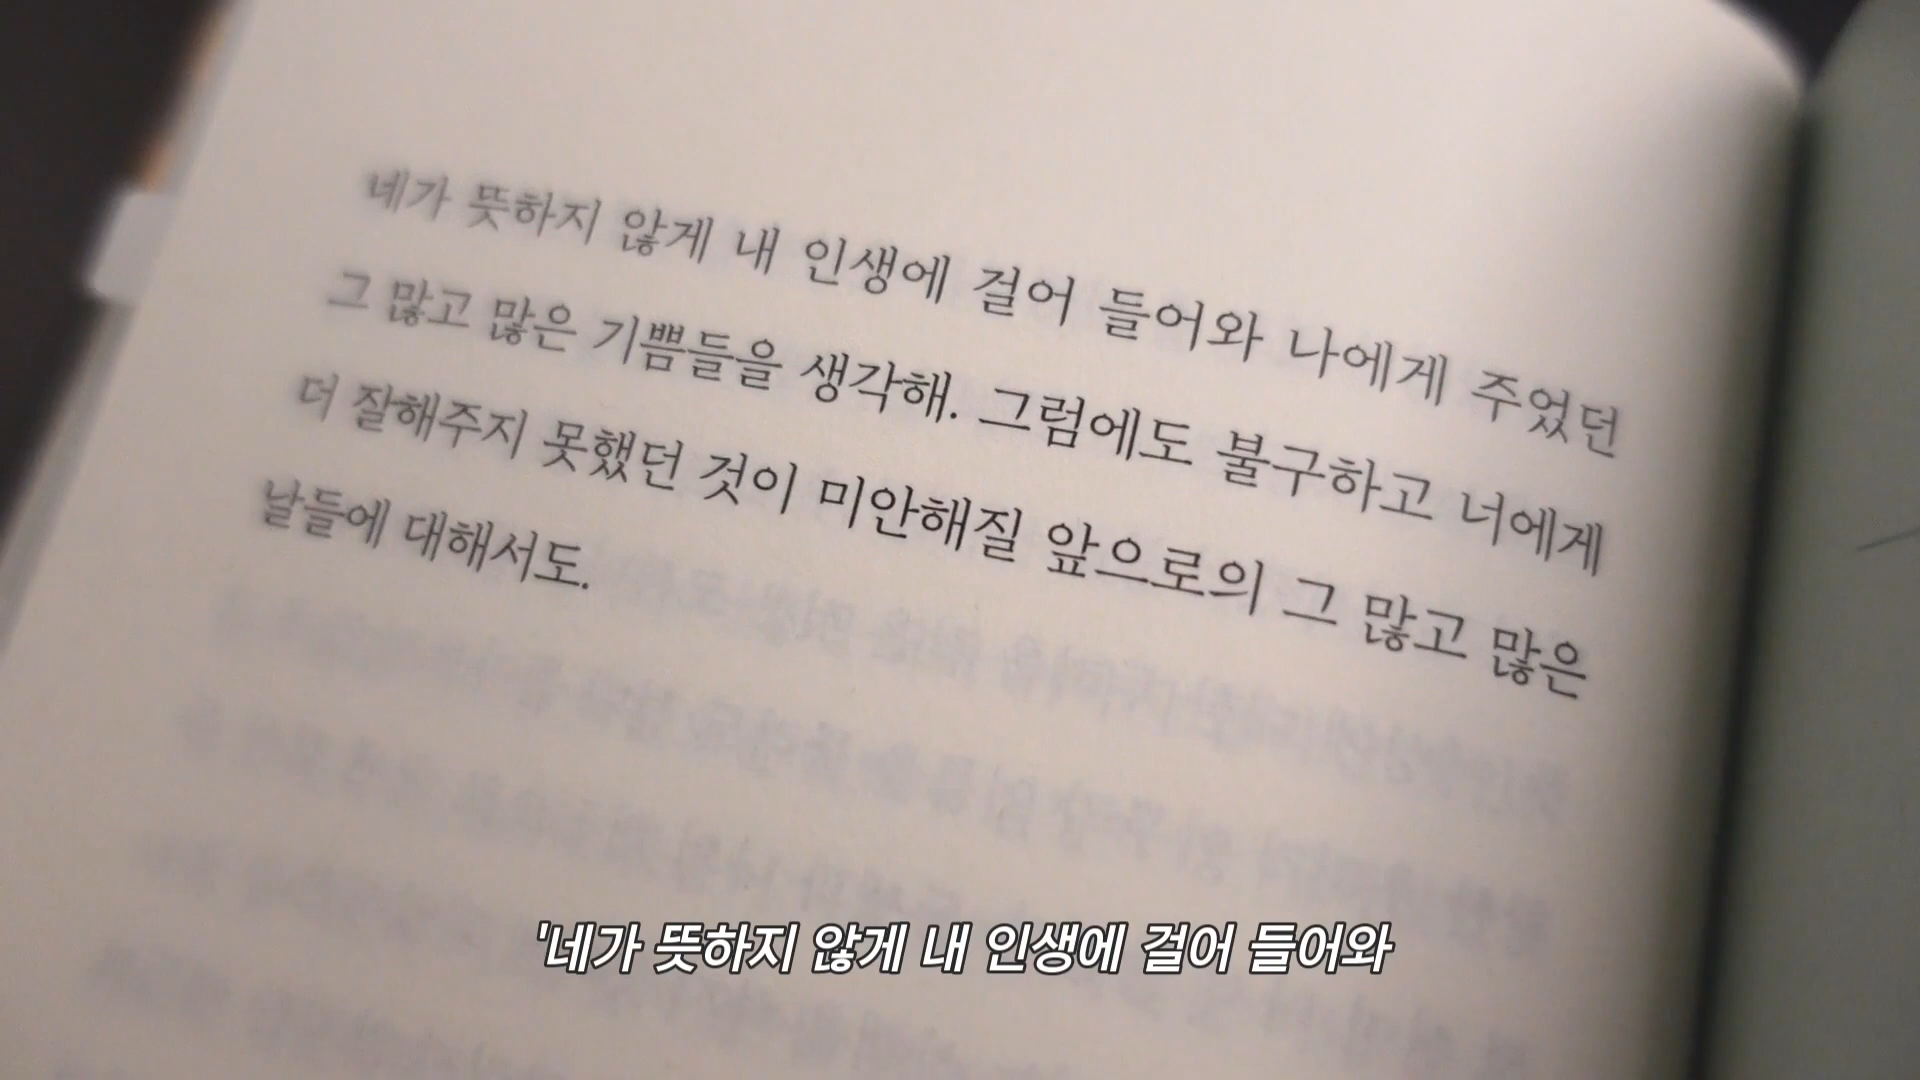 네가 뜻하지 않게 내 인생에 걸어 들어와 나에게 주었던
그 많고 많은 기쁨들을 생각해. 그럼에도 불구하고 너에게
더 잘해주지 못했던 것이 미안해질 앞으로의 그 많고 많은
날들에 대해서도.
'네가 뜻하지 않게 내 인생에 걸어 들어와